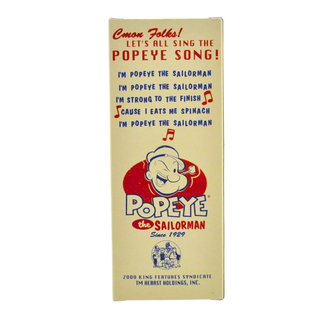 Cmon Folks!
LET'S ALL SING THE
POPEYE SONG!
I'M POPEYE THE SAILORMAN
I'M POPEYE THE SAILORMAN
I'M STRONG TO THE FINISH
CAUSE I EATS ME SPINACH
I'M POPEYE THE SAILORMAN
POPEYE
the SAILORMAN
Since 1929
2000 KING FEATURES SYNDICATE
TM HEARST HOLDINGS, INC.